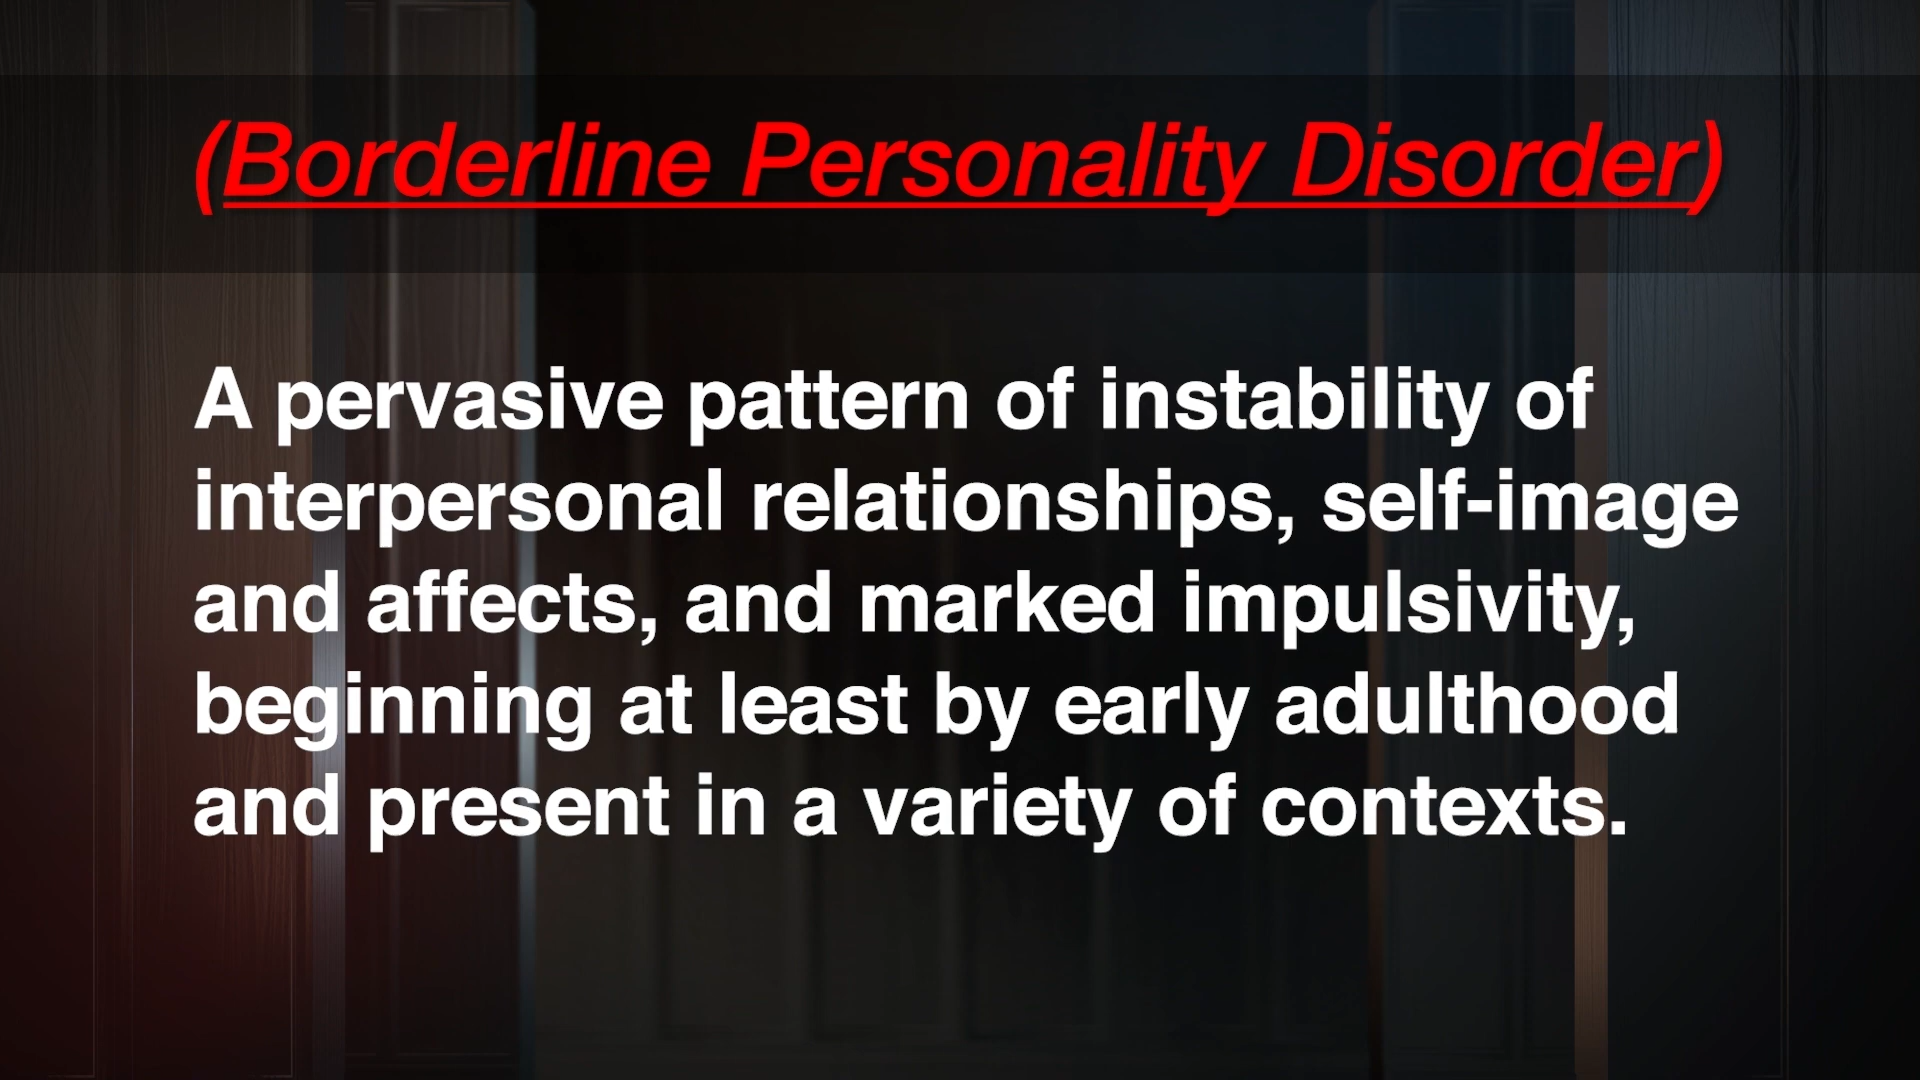 (Borderline Personality Disorder)
A pervasive pattern of instability of
interpersonal relationships, self-image
and affects, and marked impulsivity,
beginning at least by early adulthood
and present in a variety of contexts.